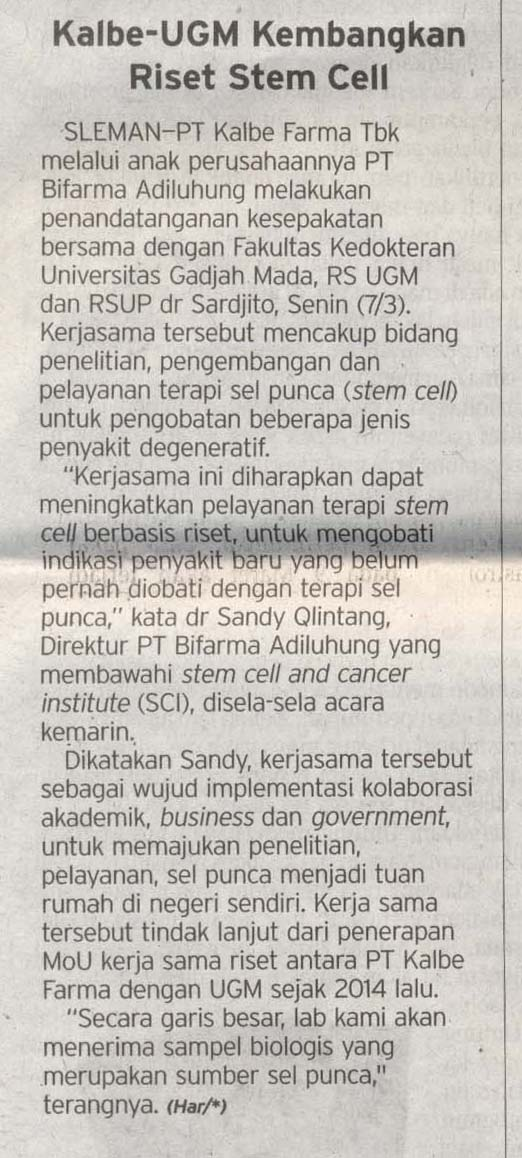 Kalbe-UGM Kembangkan
Riset Stem Cell
SLEMAN–PT Kalbe Farma Tbk
melalui anak perusahaannya PT
Bifarma Adiluhung melakukan
penandatanganan kesepakatan
bersama dengan Fakultas Kedokteran
Universitas Gadjah Mada, RS UGM
dan RSUP dr Sardjito, Senin (7/3).
Kerjasama tersebut mencakup bidang
penelitian, pengembangan dan
pelayanan terapi sel punca (stem cell)
untuk pengobatan beberapa jenis
penyakit degeneratif.
"Kerjasama ini diharapkan dapat
meningkatkan pelayanan terapi stem
cell berbasis riset, untuk mengobati
indikasi penyakit baru yang belum
pernah diobati dengan terapi sel
punca," kata dr Sandy Qlintang,
Direktur PT Bifarma Adiluhung yang
membawahi stem cell and cancer
institute (SCI), disela-sela acara
kemarin.
Dikatakan Sandy, kerjasama tersebut
sebagai wujud implementasi kolaborasi
akademik, business dan government,
untuk memajukan penelitian,
pelayanan, sel punca menjadi tuan
rumah di negeri sendiri. Kerja sama
tersebut tindak lanjut dari penerapan
MoU kerja sama riset antara PT Kalbe
Farma dengan UGM sejak 2014 lalu.
"Secara garis besar, lab kami akan
menerima sampel biologis yang
merupakan sumber sel punca,"
terangnya. (Har/*)